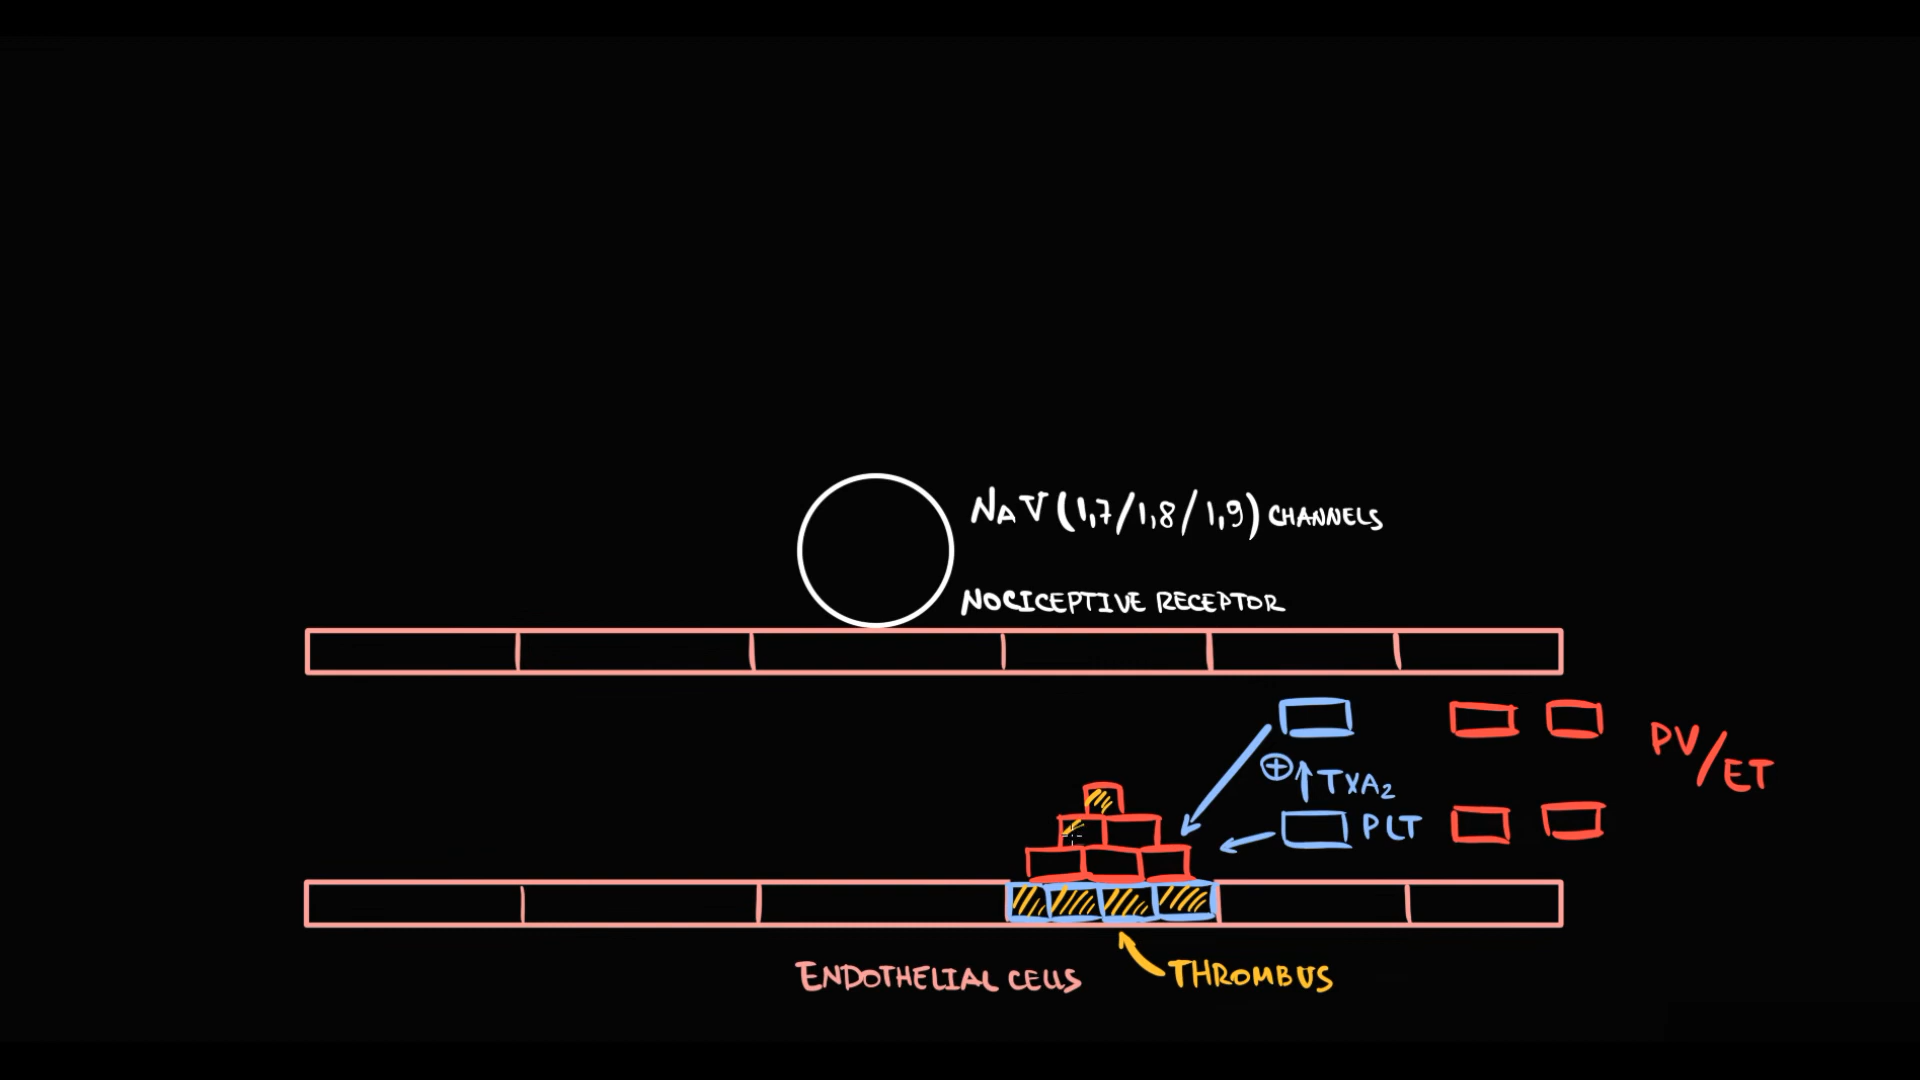 NaV (1,7/1,8/1,9) CHANNELS
NOCICEPTIVE RECEPTOR
PV/ET
⊕ ↑ TXA₂
PLT
ENDOTHELIAL CELLS
THROMBUS